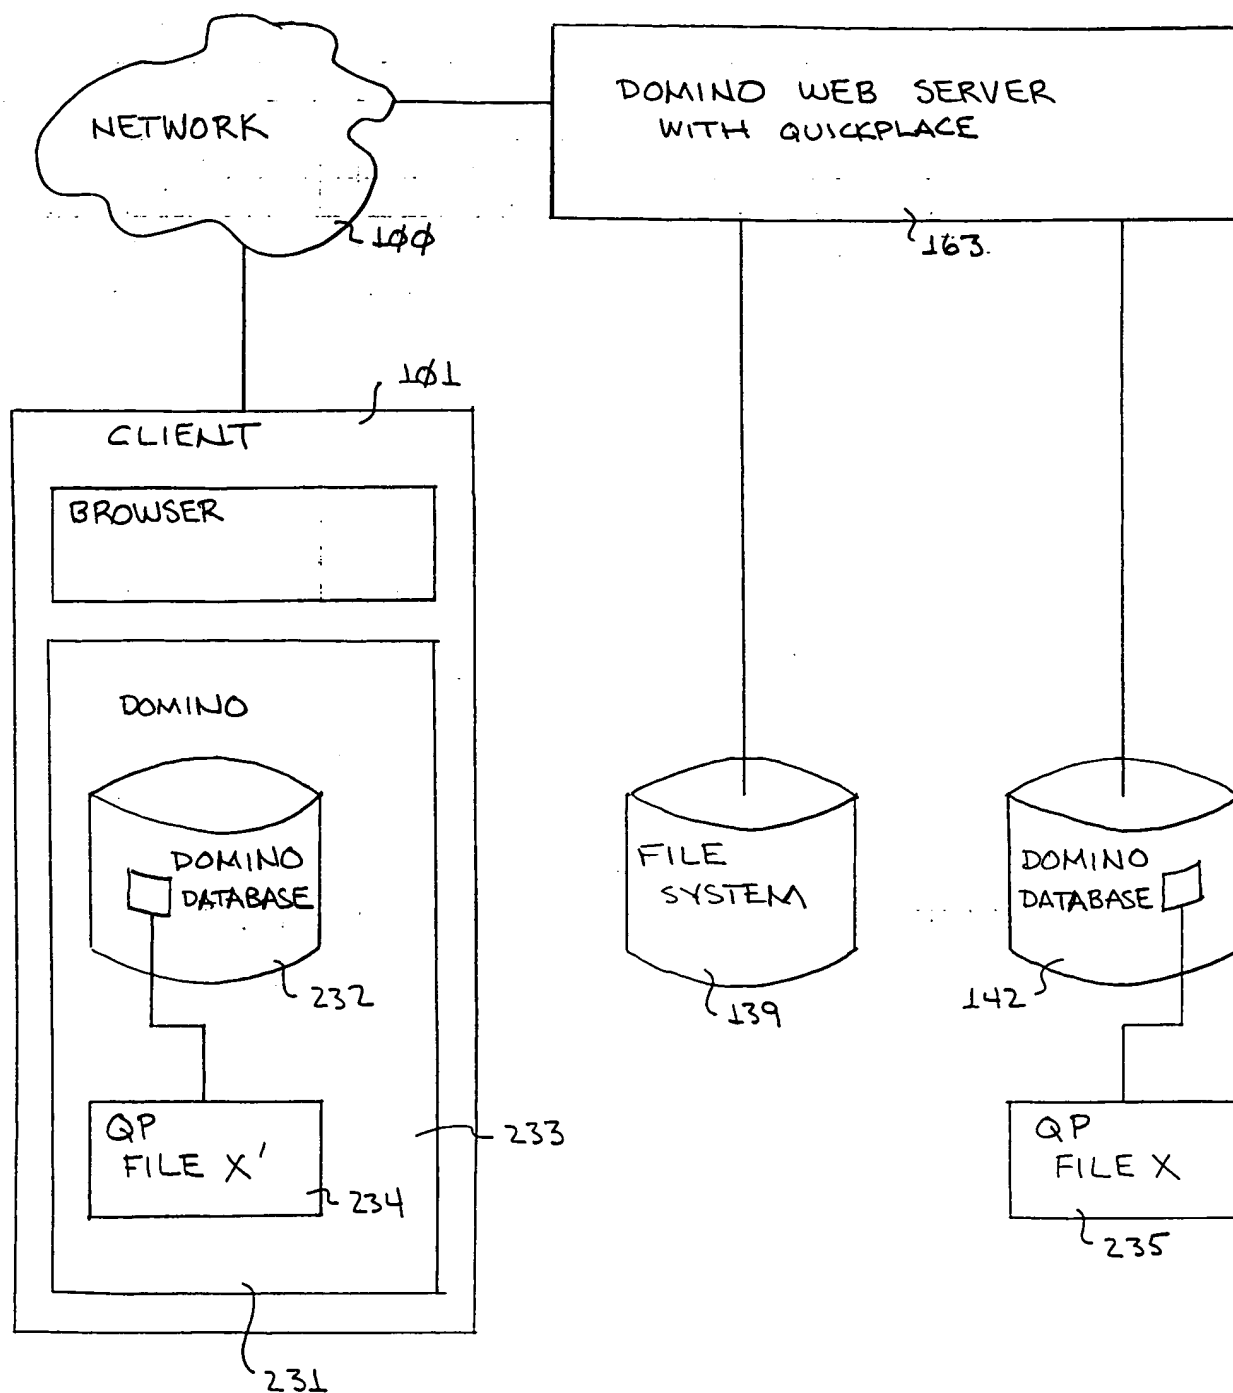 NETWORK
100
DOMINO WEB SERVER
WITH QUICKPLACE
163
101
CLIENT
BROWSER
DOMINO
DOMINO
DATABASE
232
QP
FILE X'
234
233
231
FILE
SYSTEM
139
DOMINO
DATABASE
142
QP
FILE X
235